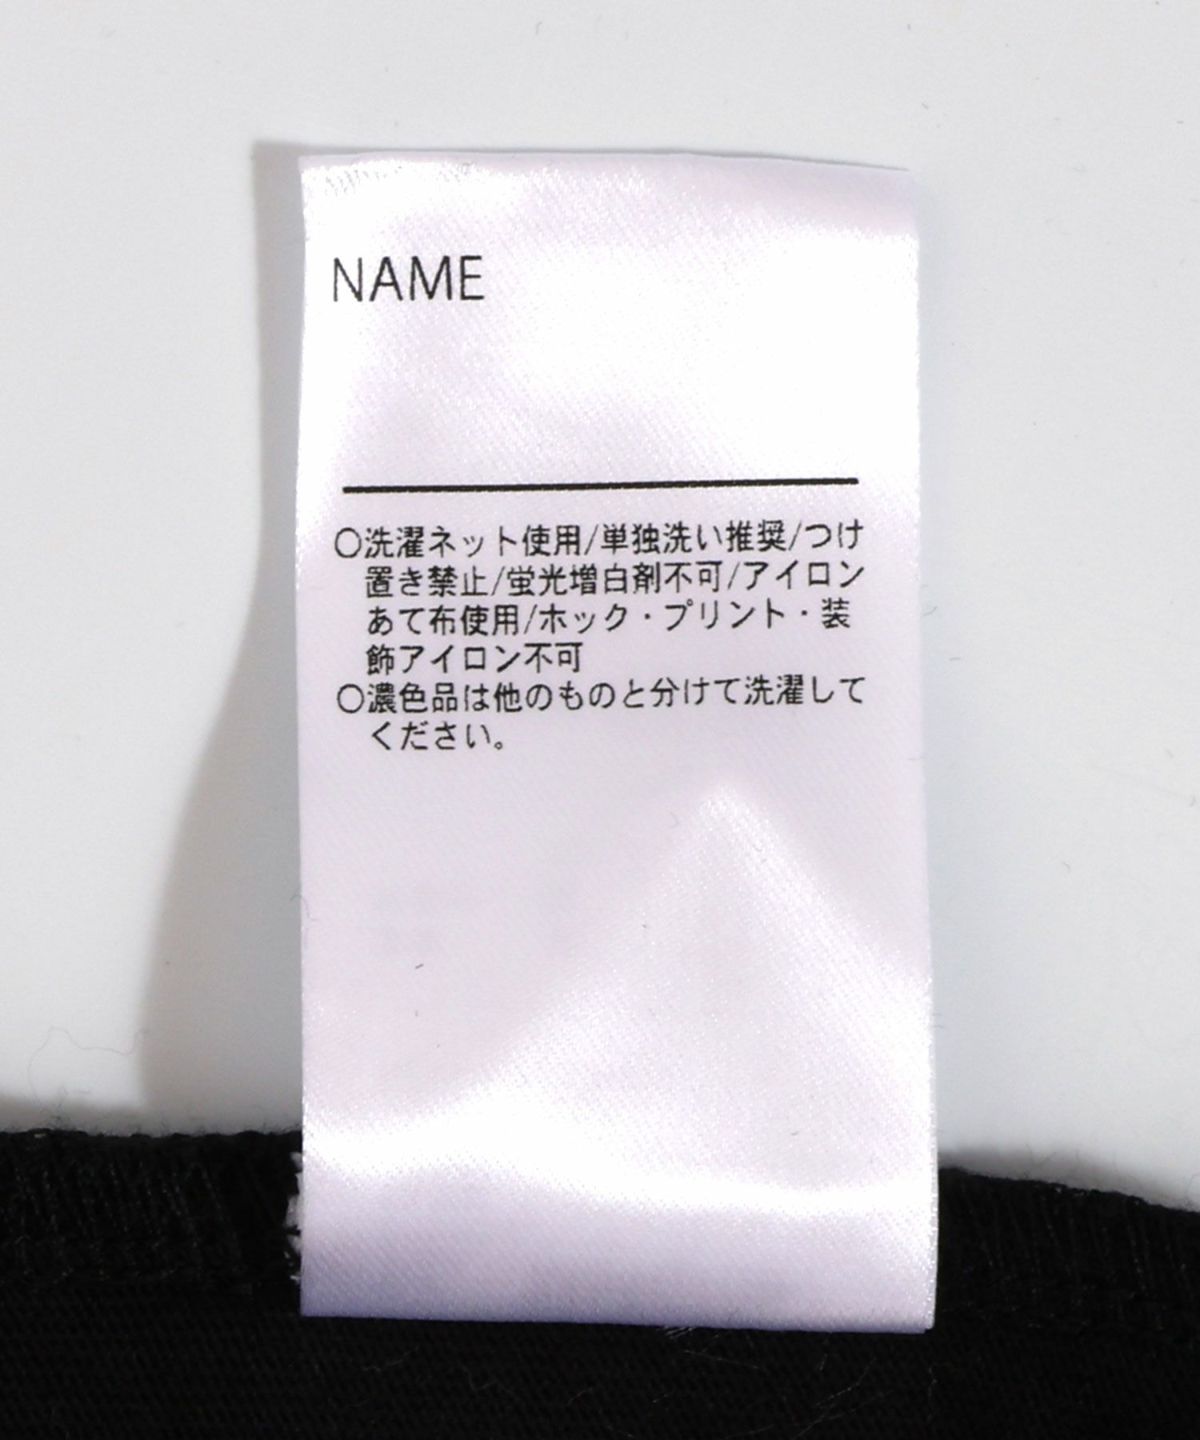 NAME
○洗濯ネット使用/単独洗い推奨/つけ
置き禁止/蛍光増白剤不可/アイロン
あて布使用/ホック・プリント・装
飾アイロン不可
○濃色品は他のものと分けて洗濯して
ください。